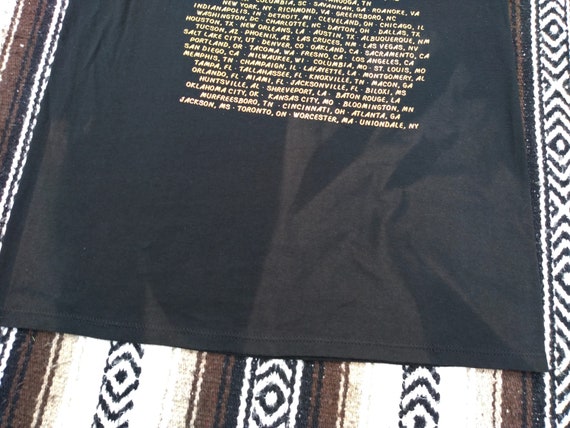 COLUMBIA, SC · SAVANNAH, GA · ROANOKE, VA
NEW YORK, NY · RICHMOND, VA · GREENSBORO, NC
INDIANAPOLIS, IN · DETROIT, MI · CLEVELAND, OH · CHICAGO, IL
WASHINGTON, DC · CHARLOTTE, NC · DAYTON, OH · DALLAS, TX
HOUSTON, TX · NEW ORLEANS, LA · AUSTIN, TX · ALBUQUERQUE, NM
TUCSON, AZ · PHOENIX, AZ · LAS CRUCES, NM · LAS VEGAS, NV
SALT LAKE CITY, UT · DENVER, CO · OAKLAND, CA · SACRAMENTO, CA
PORTLAND, OR · TACOMA, WA · FRESNO, CA · LOS ANGELES, CA
SAN DIEGO, CA · MILWAUKEE, WI · COLUMBIA, MO · ST. LOUIS, MO
MEMPHIS, TN · CHAMPAIGN, IL · LAFAYETTE, LA · MONTGOMERY, AL
TAMPA, FL · TALLAHASSEE, FL · KNOXVILLE, TN · MACON, GA
ORLANDO, FL · MIAMI, FL · JACKSONVILLE, FL · BILOXI, MS
HUNTSVILLE, AL · SHREVEPORT, LA · BATON ROUGE, LA
OKLAHOMA CITY, OK · KANSAS CITY, MO · BLOOMINGTON, MN
MURFREESBORO, TN · CINCINNATI, OH · ATLANTA, GA
JACKSON, MS · TORONTO, ON · WORCESTER, MA · UNIONDALE, NY